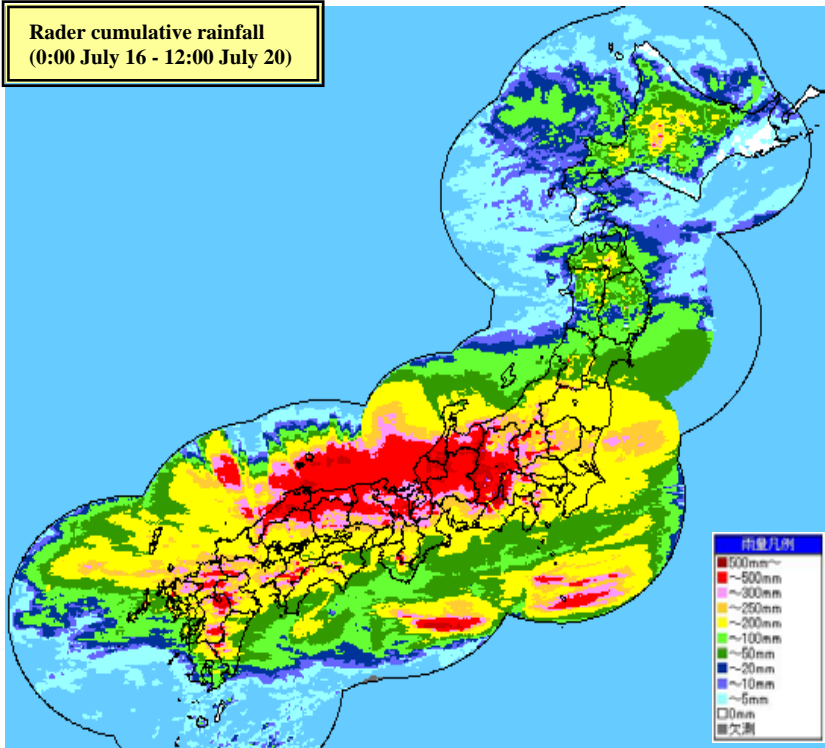 Rader cumulative rainfall
(0:00 July 16 - 12:00 July 20)
雨量凡例
500mm～
～500mm
～300mm
～250mm
～200mm
～100mm
～50mm
～20mm
～10mm
～5mm
0mm
欠測